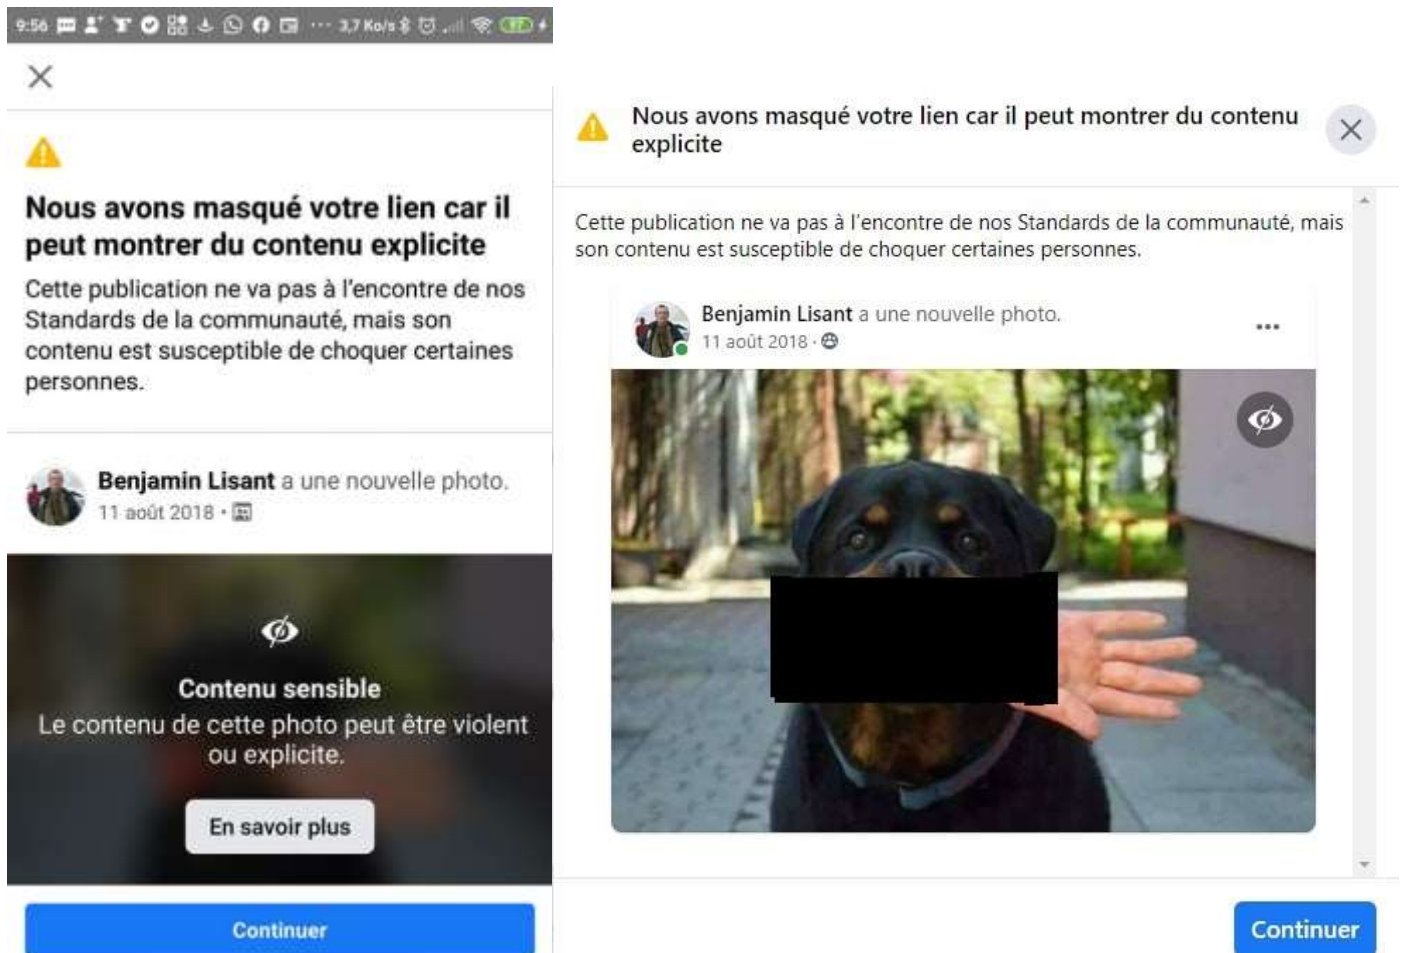 9:56 ··· 3,7 Ko/s 97
Nous avons masqué votre lien car il
peut montrer du contenu explicite
Cette publication ne va pas à l'encontre de nos
Standards de la communauté, mais son
contenu est susceptible de choquer certaines
personnes.
Benjamin Lisant a une nouvelle photo.
11 août 2018 ·
Contenu sensible
Le contenu de cette photo peut être violent
ou explicite.
En savoir plus
Continuer
Nous avons masqué votre lien car il peut montrer du contenu
explicite
Cette publication ne va pas à l'encontre de nos Standards de la communauté, mais
son contenu est susceptible de choquer certaines personnes.
Benjamin Lisant a une nouvelle photo.
11 août 2018 ·
Continuer